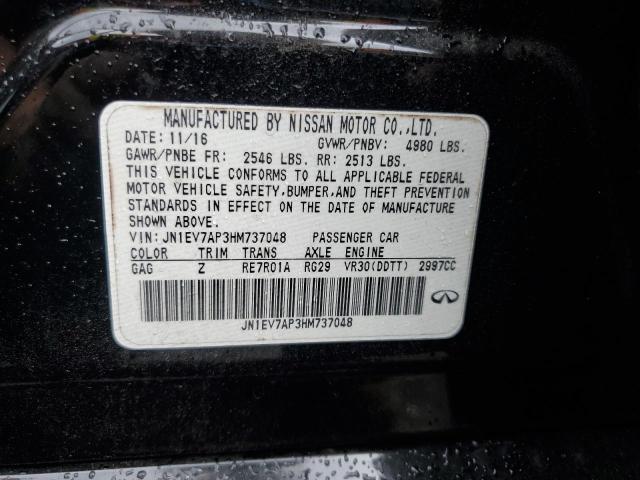 MANUFACTURED BY NISSAN MOTOR CO.,LTD.
DATE: 11/16 GVWR/PNBV: 4980 LBS.
GAWR/PNBE FR: 2546 LBS. RR: 2513 LBS.
THIS VEHICLE CONFORMS TO ALL APPLICABLE FEDERAL
MOTOR VEHICLE SAFETY,BUMPER,AND THEFT PREVENTION
STANDARDS IN EFFECT ON THE DATE OF MANUFACTURE
SHOWN ABOVE.
VIN: JN1EV7AP3HM737048 PASSENGER CAR
COLOR TRIM TRANS AXLE ENGINE
GAG Z RE7R01A RG29 VR30(DDTT) 2997CC
JN1EV7AP3HM737048